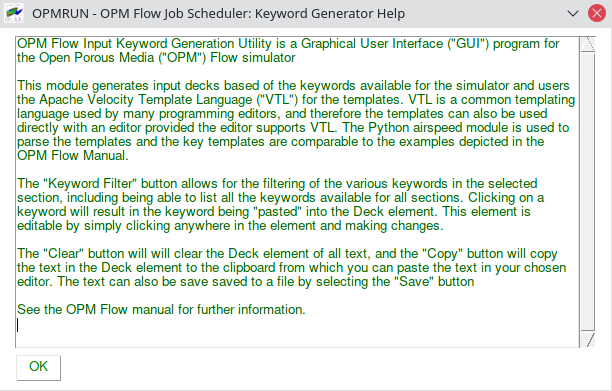 OPMRUN - OPM Flow Job Scheduler: Keyword Generator Help
OPM Flow Input Keyword Generation Utility is a Graphical User Interface ("GUI") program for
the Open Porous Media ("OPM") Flow simulator
This module generates input decks based of the keywords available for the simulator and users
the Apache Velocity Template Language ("VTL") for the templates. VTL is a common templating
language used by many programming editors, and therefore the templates can also be used
directly with an editor provided the editor supports VTL. The Python airspeed module is used to
parse the templates and the key templates are comparable to the examples depicted in the
OPM Flow Manual.
The "Keyword Filter" button allows for the filtering of the various keywords in the selected
section, including being able to list all the keywords available for all sections. Clicking on a
keyword will result in the keyword being "pasted" into the Deck element. This element is
editable by simply clicking anywhere in the element and making changes.
The "Clear" button will will clear the Deck element of all text, and the "Copy" button will copy
the text in the Deck element to the clipboard from which you can paste the text in your chosen
editor. The text can also be save saved to a file by selecting the "Save" button
See the OPM Flow manual for further information.
OK